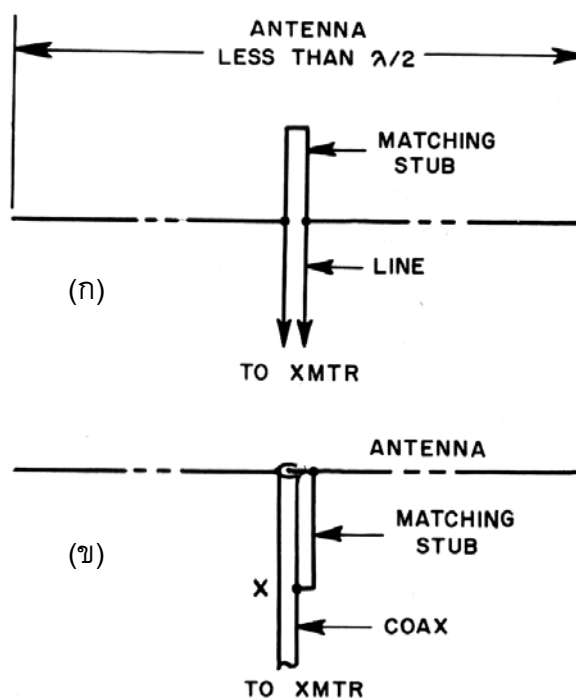 ANTENNA
LESS THAN λ/2
MATCHING
STUB
LINE
(ก)
TO XMTR
ANTENNA
MATCHING
STUB
(ข)
X
COAX
TO XMTR